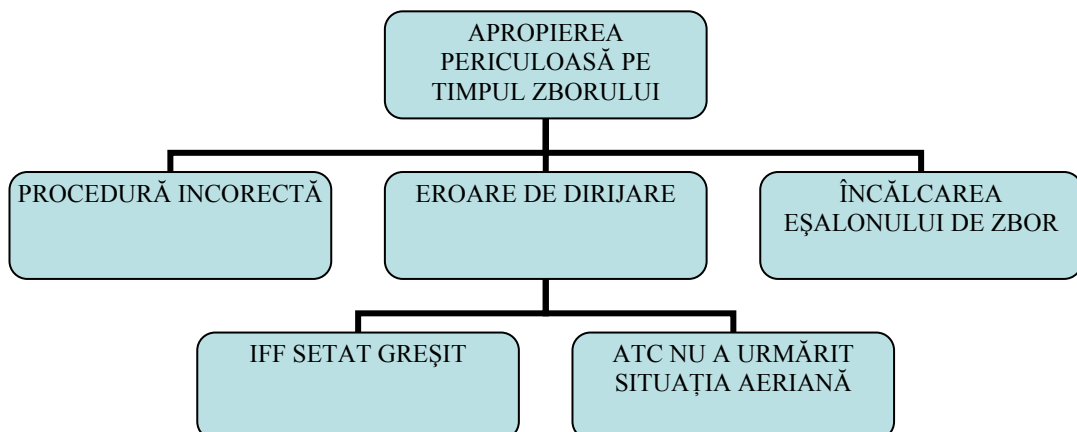 APROPIEREA
PERICULOASĂ PE
TIMPUL ZBORULUI
PROCEDURĂ INCORECTĂ
EROARE DE DIRIJARE
ÎNCĂLCAREA
EŞALONULUI DE ZBOR
IFF SETAT GREŞIT
ATC NU A URMĂRIT
SITUAȚIA AERIANĂ